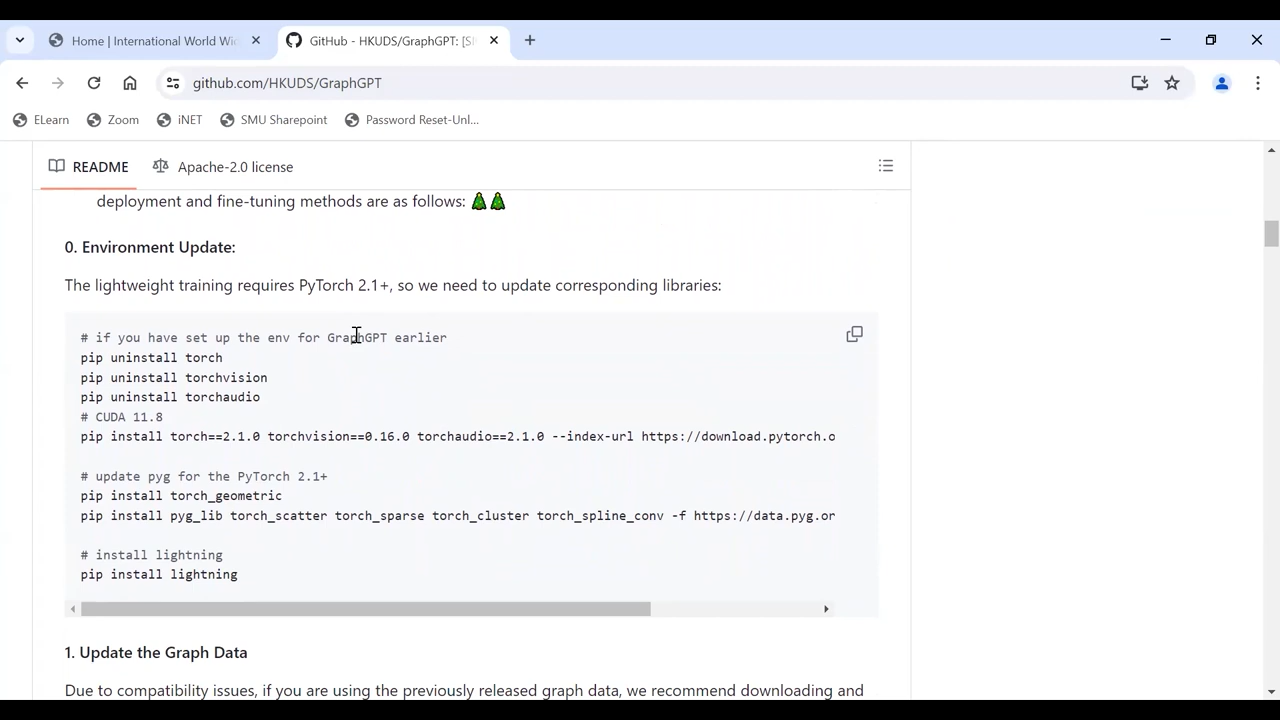 Home | International World Wi
GitHub - HKUDS/GraphGPT: [SI
github.com/HKUDS/GraphGPT
ELearn
Zoom
iNET
SMU Sharepoint
Password Reset-Unl...
README
Apache-2.0 license
deployment and fine-tuning methods are as follows: 🎄🎄
0. Environment Update:
The lightweight training requires PyTorch 2.1+, so we need to update corresponding libraries:
# if you have set up the env for GraphGPT earlier
pip uninstall torch
pip uninstall torchvision
pip uninstall torchaudio
# CUDA 11.8
pip install torch==2.1.0 torchvision==0.16.0 torchaudio==2.1.0 --index-url https://download.pytorch.o
# update pyg for the PyTorch 2.1+
pip install torch_geometric
pip install pyg_lib torch_scatter torch_sparse torch_cluster torch_spline_conv -f https://data.pyg.or
# install lightning
pip install lightning
1. Update the Graph Data
Due to compatibility issues, if you are using the previously released graph data, we recommend downloading and